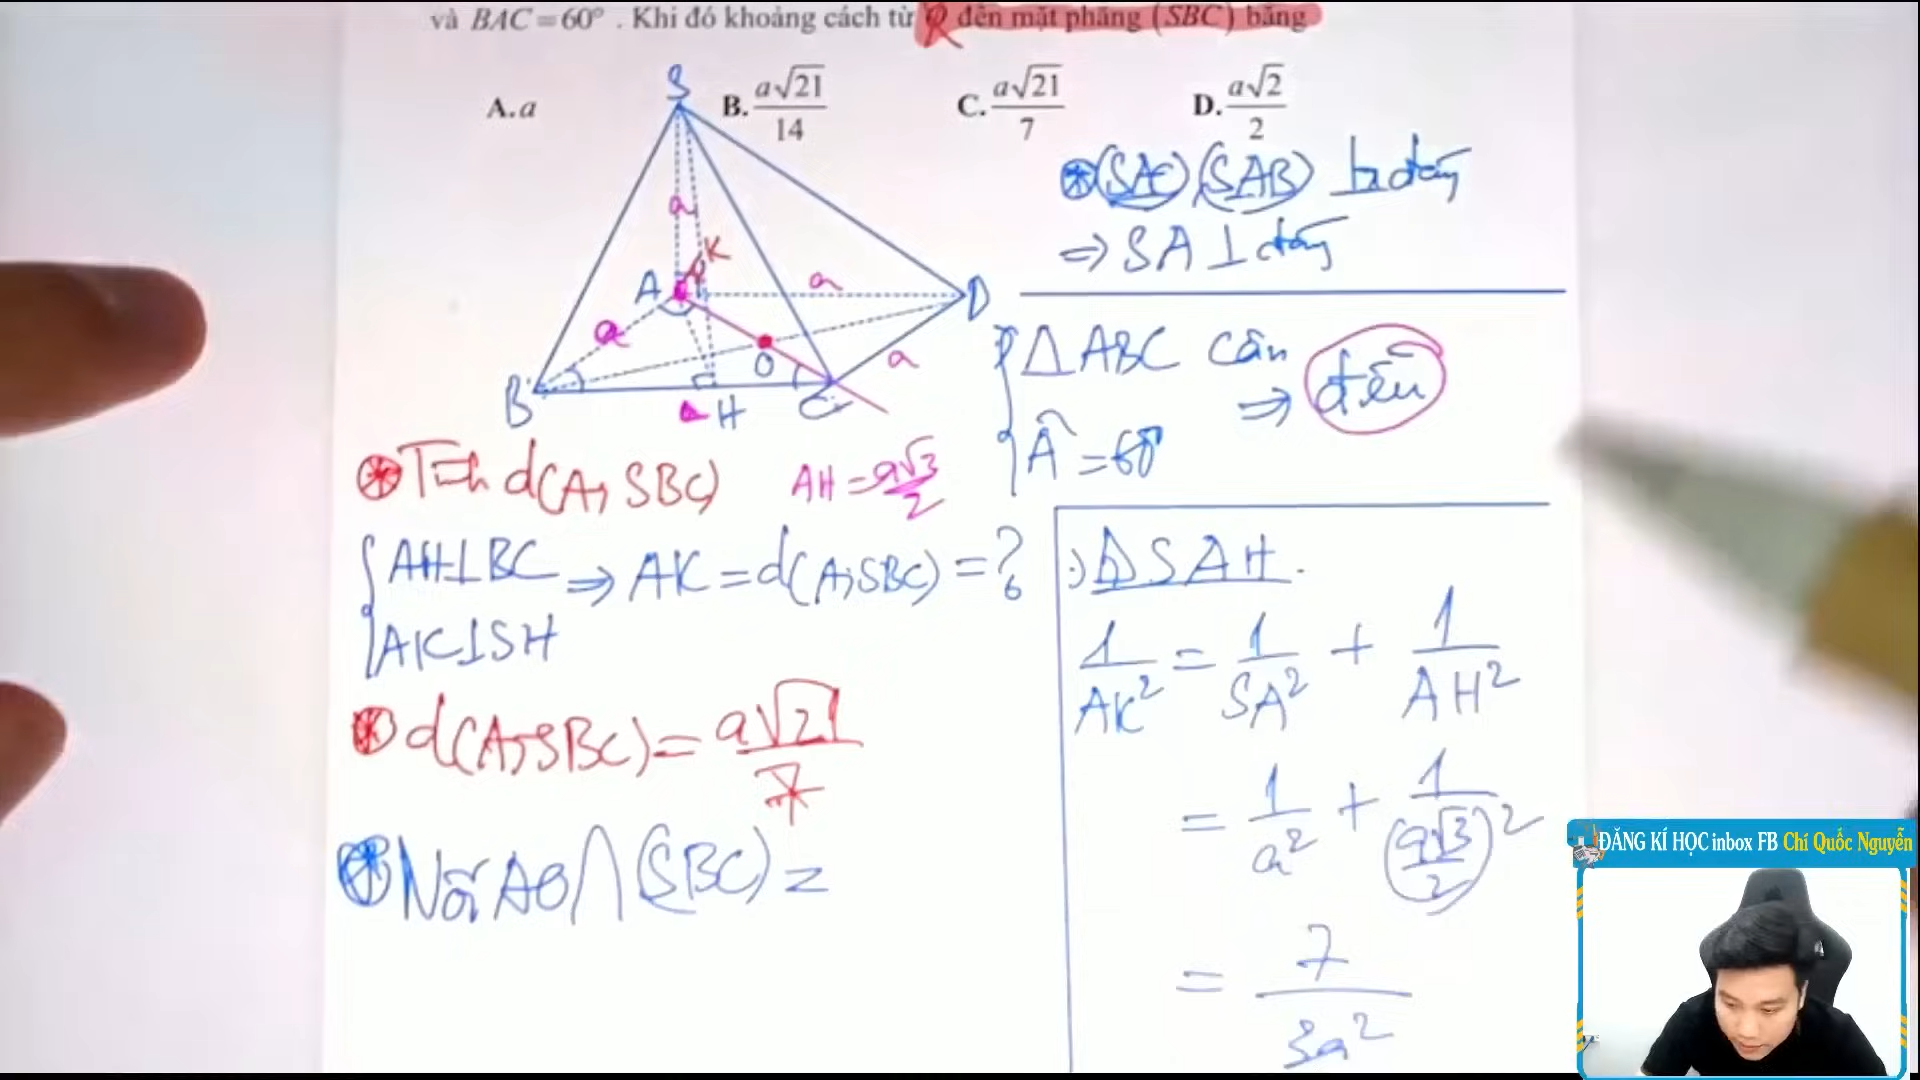 và BAC = 60° . Khi đó khoảng cách từ O đến mặt phẳng (SBC) bằng
A. a B. a√21/14 C. a√21/7 D. a√2/2
S
a
K
A
a
D
a
a
O
B
H
C
(SAC) (SAB)
⇒ SA ⊥ đáy
△ABC cân
⇒ đều
Â = 60°
Tính d(A, SBC)
AH = a√3/2
AH ⊥ BC
⇒ AK = d(A; SBC) = ?
AK ⊥ SH
d(A; SBC) = a√21/7
Nối AO ∩ (SBC) =
△SAH.
1/AK² = 1/SA² + 1/AH²
= 1/a² + 1/(a√3/2)²
= 7/3a²
ĐĂNG KÍ HỌC inbox FB Chí Quốc Nguyễn